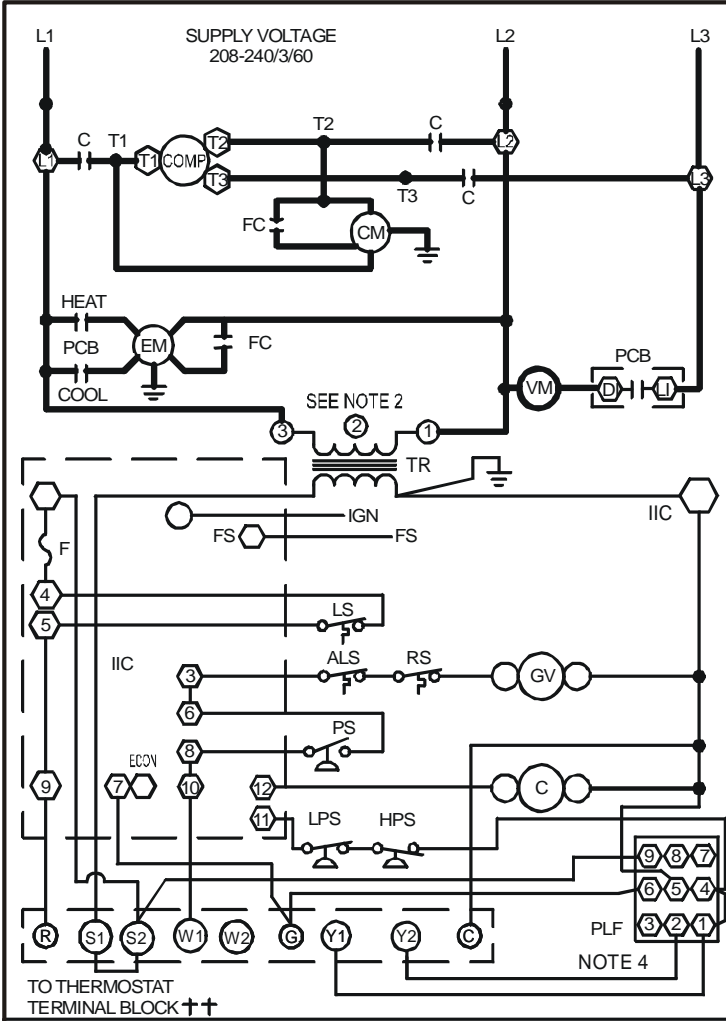 L1 SUPPLY VOLTAGE L2 L3
208-240/3/60
C T1 T2 C
L1 T1 COMP T2 L2
T3 T3 C L3
FC CM
HEAT
PCB EM FC PCB
COOL VM DI LI
SEE NOTE 2
3 2 1
TR
IGN IIC
FS FS
F
4
5 LS
IIC ALS RS
3 GV
6
8 PS
ECON
9 7 10 12 C
11 LPS HPS
9 8 7
6 5 4
PLF 3 2 1
R S1 S2 W1 W2 G Y1 Y2 C
NOTE 4
TO THERMOSTAT
TERMINAL BLOCK ††